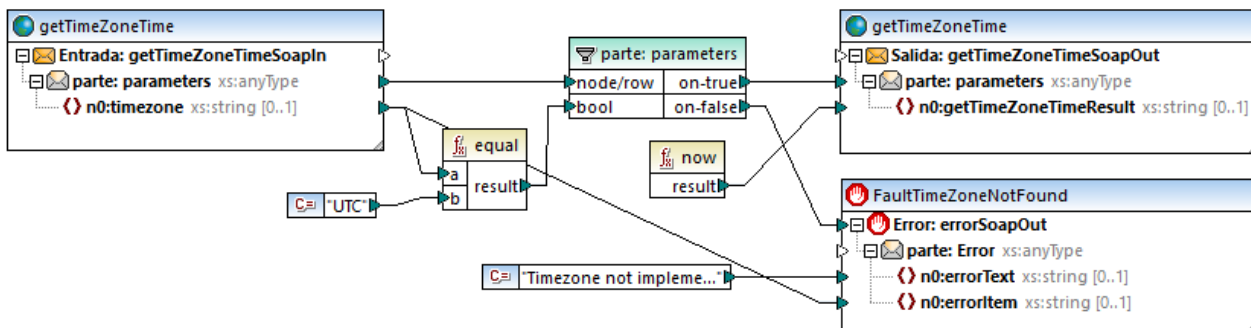 getTimeZoneTime
Entrada: getTimeZoneTimeSoapIn
parte: parameters xs:anyType
n0:timezone xs:string [0..1]
parte: parameters
node/row on-true
bool on-false
equal
a
result
b
C= "UTC"
now
result
C= "Timezone not impleme..."
getTimeZoneTime
Salida: getTimeZoneTimeSoapOut
parte: parameters xs:anyType
n0:getTimeZoneTimeResult xs:string [0..1]
FaultTimeZoneNotFound
Error: errorSoapOut
parte: Error xs:anyType
n0:errorText xs:string [0..1]
n0:errorItem xs:string [0..1]